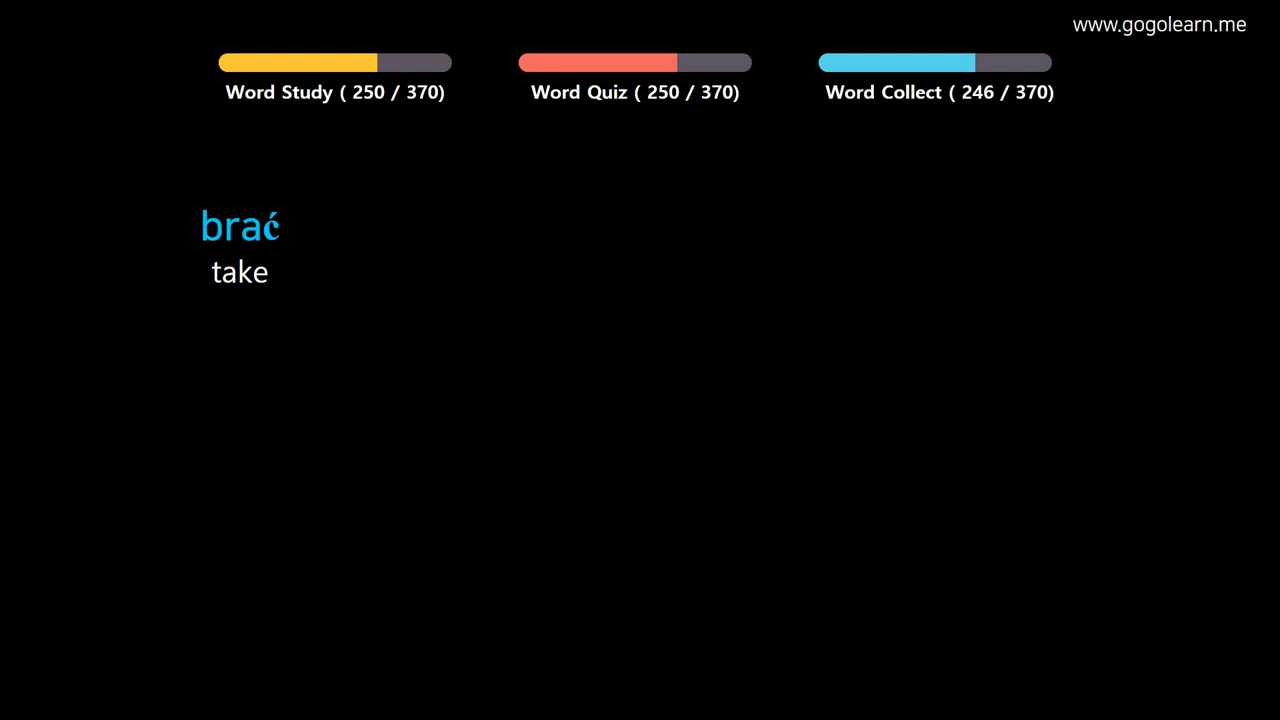 www.gogolearn.me
Word Study ( 250 / 370)
Word Quiz ( 250 / 370)
Word Collect ( 246 / 370)
brać
take